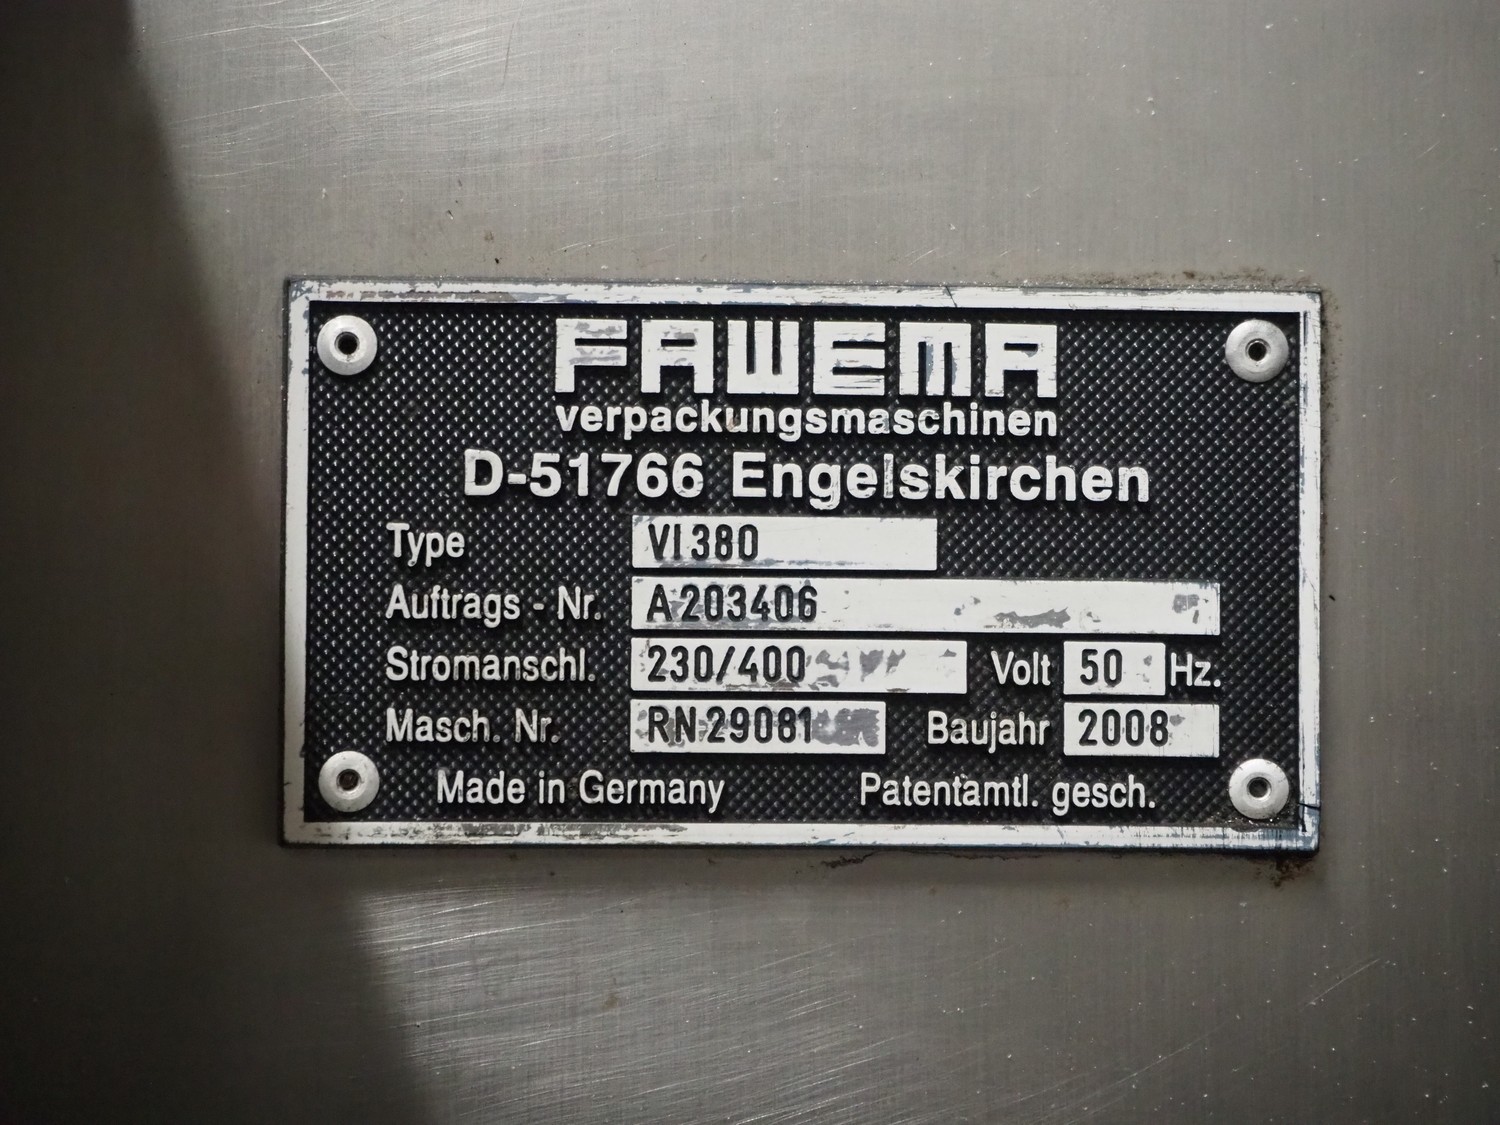 FAWEMA
verpackungsmaschinen
D-51766 Engelskirchen
Type VI 380
Auftrags - Nr. A 203406
Stromanschl. 230/400 Volt 50 Hz.
Masch. Nr. RN 29081 Baujahr 2008
Made in Germany Patentamtl. gesch.